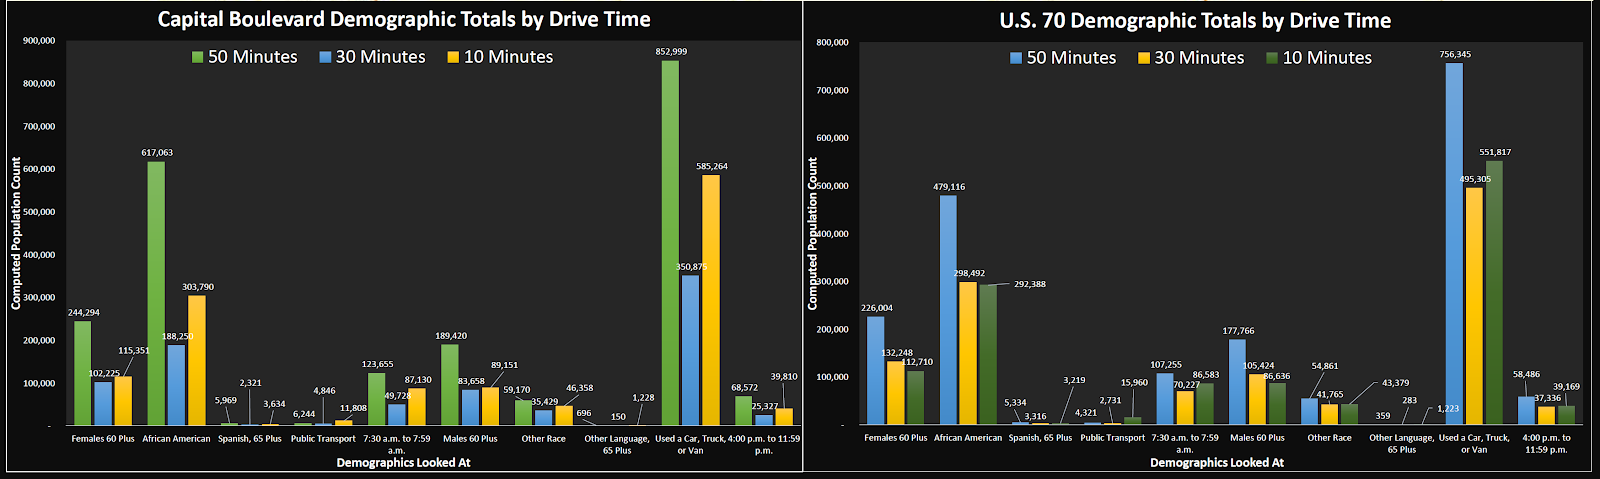 Capital Boulevard Demographic Totals by Drive Time
50 Minutes 30 Minutes 10 Minutes
Computed Population Count
900,000
800,000
700,000
600,000
500,000
400,000
300,000
200,000
100,000
-
244,294
102,225
115,351
617,063
188,250
303,790
5,969
2,321
3,634
6,244
4,846
11,808
123,655
49,728
87,130
189,420
83,658
89,151
59,170
35,429
46,358
696
150
1,228
852,999
350,875
585,264
68,572
25,327
39,810
Females 60 Plus
African American
Spanish, 65 Plus
Public Transport
7:30 a.m. to 7:59
a.m.
Males 60 Plus
Other Race
Other Language,
65 Plus
Used a Car, Truck,
or Van
4:00 p.m. to 11:59
p.m.
Demographics Looked At
U.S. 70 Demographic Totals by Drive Time
50 Minutes 30 Minutes 10 Minutes
Computed Population Count
800,000
700,000
600,000
500,000
400,000
300,000
200,000
100,000
-
226,004
132,248
112,710
479,116
298,492
292,388
5,334
3,316
3,219
4,321
2,731
15,960
107,255
70,227
86,583
177,766
105,424
86,636
54,861
41,765
43,379
359
283
1,223
756,345
495,305
551,817
58,486
37,336
39,169
Females 60 Plus
African American
Spanish, 65 Plus
Public Transport
7:30 a.m. to 7:59
a.m.
Males 60 Plus
Other Race
Other Language,
65 Plus
Used a Car, Truck,
or Van
4:00 p.m. to
11:59 p.m.
Demographics Looked At